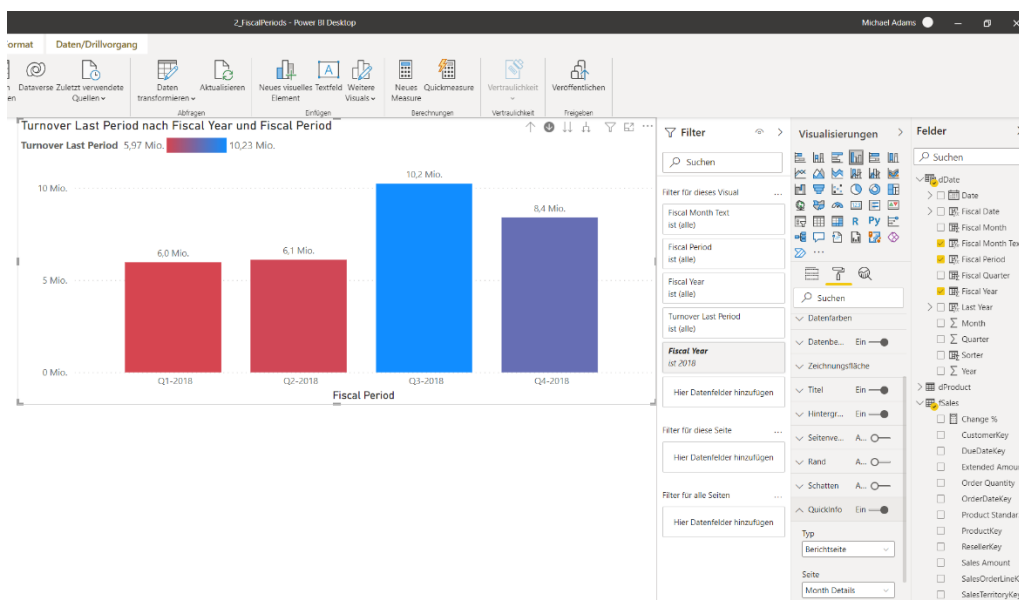 2_FiscalPeriods - Power BI Desktop
Michael Adams
Format
Daten/Drillvorgang
Dataverse
Zuletzt verwendete
Quellen
Daten
transformieren
Aktualisieren
Neues visuelles
Element
Textfeld
Weitere
Visuals
Neues
Measure
Quickmeasure
Vertraulichkeit
Veröffentlichen
Abfragen
Einfügen
Berechnungen
Vertraulichkeit
Freigeben
Turnover Last Period nach Fiscal Year und Fiscal Period
Turnover Last Period 5,97 Mio. 10,23 Mio.
10 Mio.
5 Mio.
0 Mio.
6,0 Mio.
6,1 Mio.
10,2 Mio.
8,4 Mio.
Q1-2018
Q2-2018
Q3-2018
Q4-2018
Fiscal Period
Filter
Suchen
Filter für dieses Visual
...
Fiscal Month Text
ist (alle)
Fiscal Period
ist (alle)
Fiscal Year
ist (alle)
Turnover Last Period
ist (alle)
Fiscal Year
ist 2018
Hier Datenfelder hinzufügen
Filter für diese Seite
...
Hier Datenfelder hinzufügen
Filter für alle Seiten
...
Hier Datenfelder hinzufügen
Visualisierungen
R Py
...
Suchen
Datenfarben
Datenbe... Ein
Zeichnungsfläche
Titel Ein
Hintergr... Ein
Seitenve... A...
Rand A...
Schatten A...
QuickInfo Ein
Typ
Berichtseite
Seite
Month Details
Felder
Suchen
dDate
Date
Fiscal Date
Fiscal Month
Fiscal Month Tex
Fiscal Period
Fiscal Quarter
Fiscal Year
Last Year
Month
Quarter
Sorter
Year
dProduct
fSales
Change %
CustomerKey
DueDateKey
Extended Amou
Order Quantity
OrderDateKey
Product Standar
ProductKey
ResellerKey
Sales Amount
SalesOrderLineK
SalesTerritoryKey